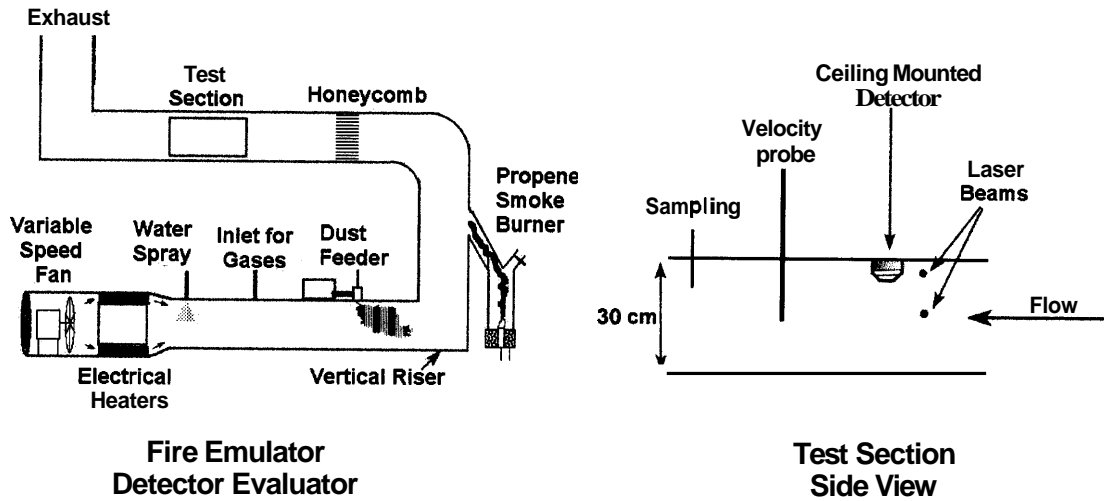 Exhaust
Test
Section
Honeycomb
Propene
Smoke
Burner
Variable
Speed
Fan
Water
Spray
Inlet for
Gases
Dust
Feeder
Electrical
Heaters
Vertical Riser
Fire Emulator
Detector Evaluator
Ceiling Mounted
Detector
Velocity
probe
Laser
Beams
Sampling
30 cm
Flow
Test Section
Side View